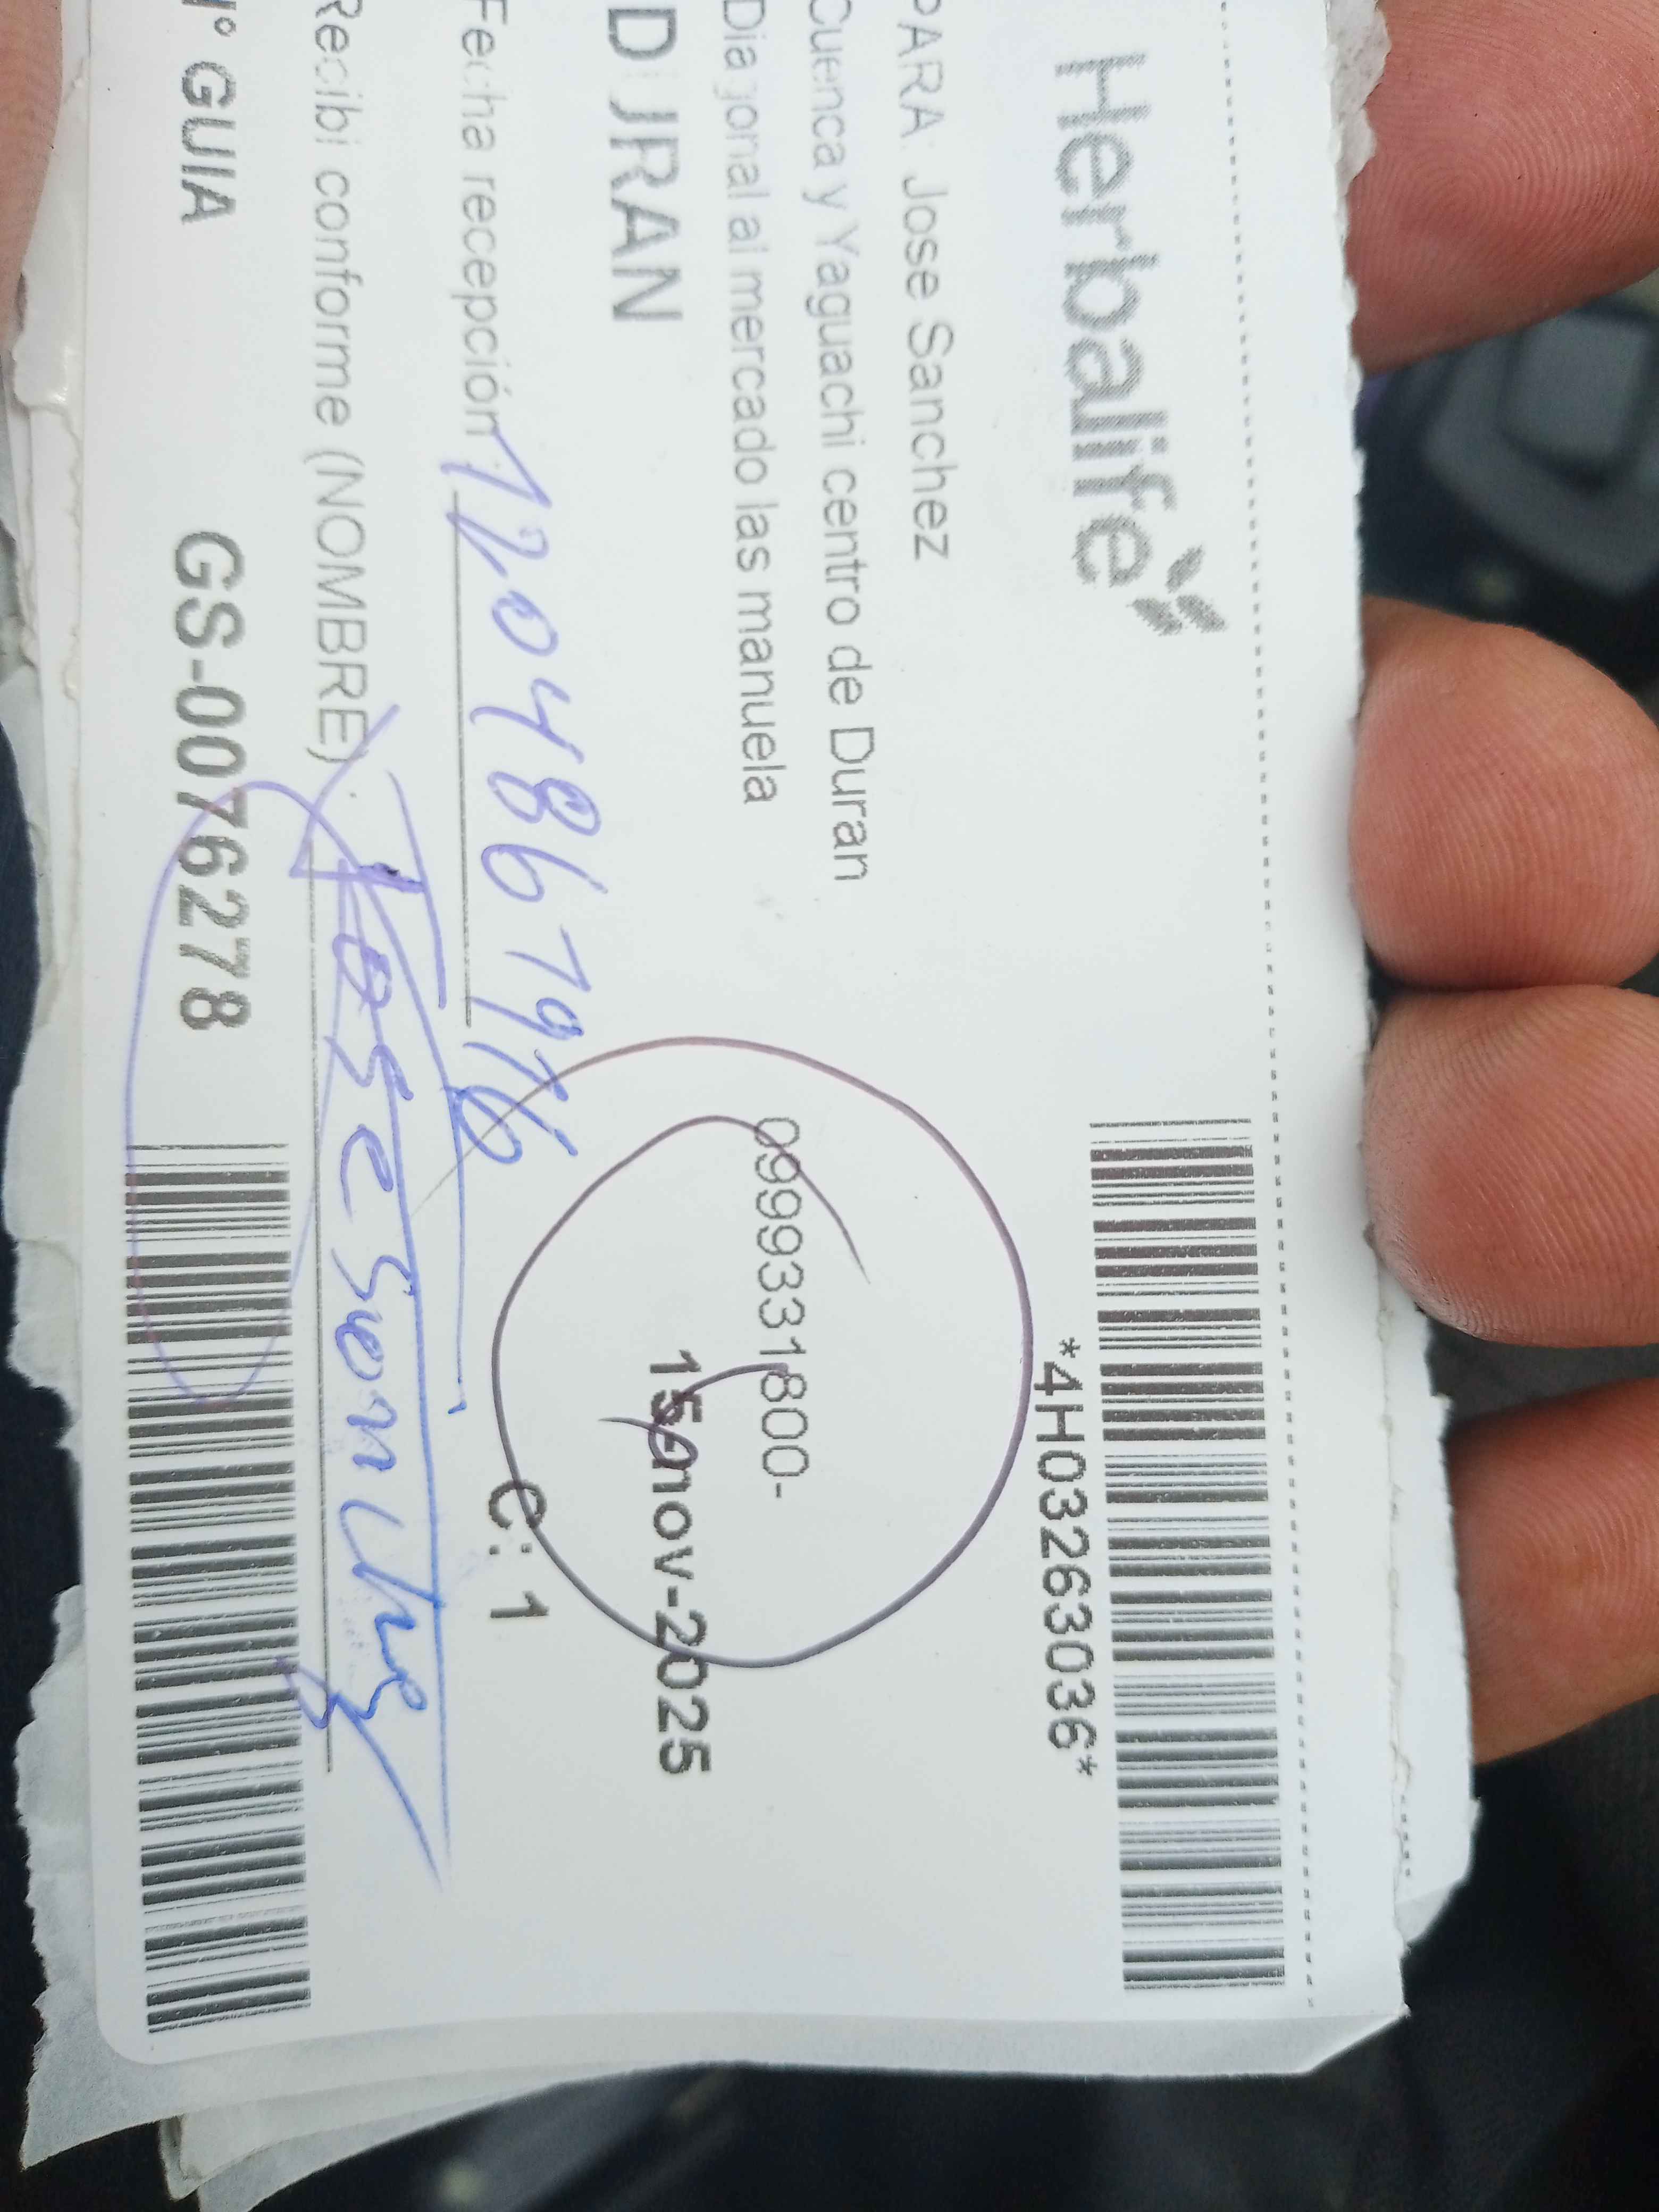 Herbalife
*4H03263036*
PARA: Jose Sanchez
Cuenca y Yaguachi centro de Duran
0999331800-
Diagonal al mercado las manuela
DURAN
15-nov-2025
Fecha recepción
C: 1
Recibi conforme (NOMBRE): Jose Sanchez
N° GUIA GS-00762278